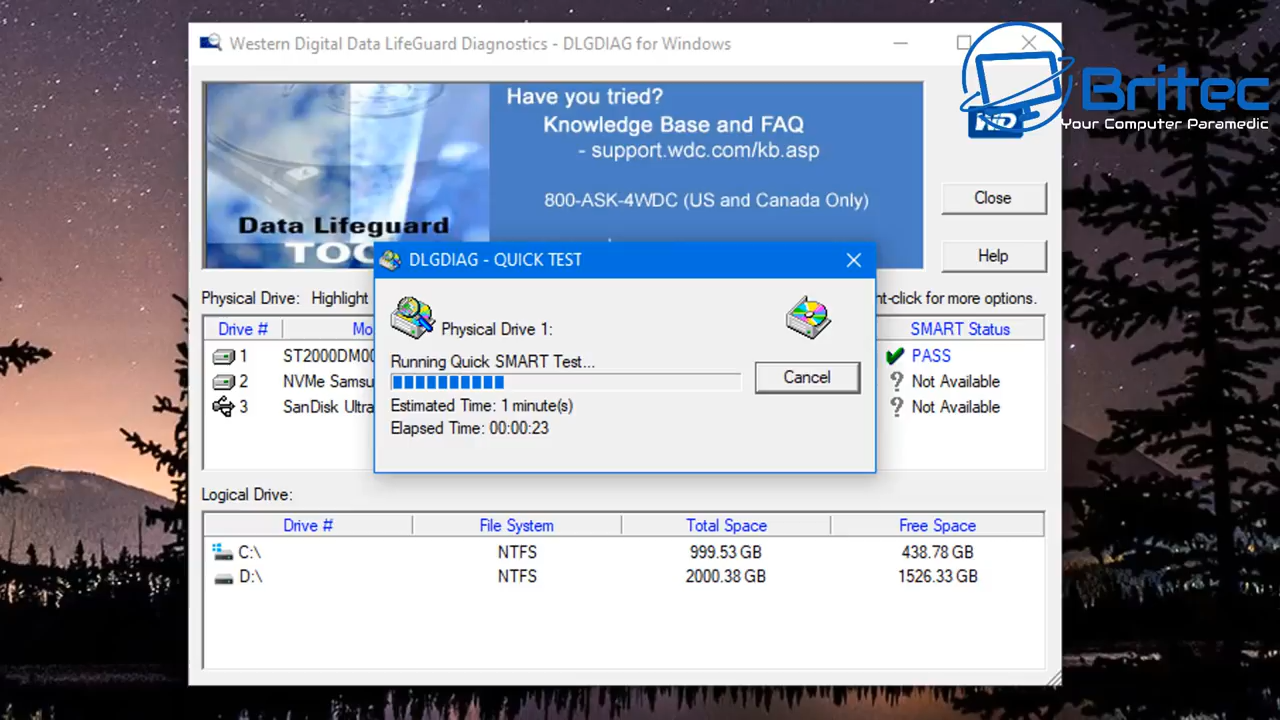 Western Digital Data LifeGuard Diagnostics - DLGDIAG for Windows
Britec
Your Computer Paramedic
WD
Have you tried?
Knowledge Base and FAQ
- support.wdc.com/kb.asp
800-ASK-4WDC (US and Canada Only)
Data Lifeguard
TOO
Close
Help
DLGDIAG - QUICK TEST
Physical Drive 1:
Running Quick SMART Test...
Cancel
Estimated Time: 1 minute(s)
Elapsed Time: 00:00:23
Physical Drive: Highlight
ht-click for more options.
Drive # Mo SMART Status
1 ST2000DM00 PASS
2 NVMe Samsu Not Available
3 SanDisk Ultra Not Available
Logical Drive:
Drive # File System Total Space Free Space
C:\ NTFS 999.53 GB 438.78 GB
D:\ NTFS 2000.38 GB 1526.33 GB